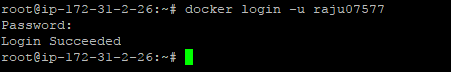 root@ip-172-31-2-26:~# docker login -u raju07577
Password:
Login Succeeded
root@ip-172-31-2-26:~#